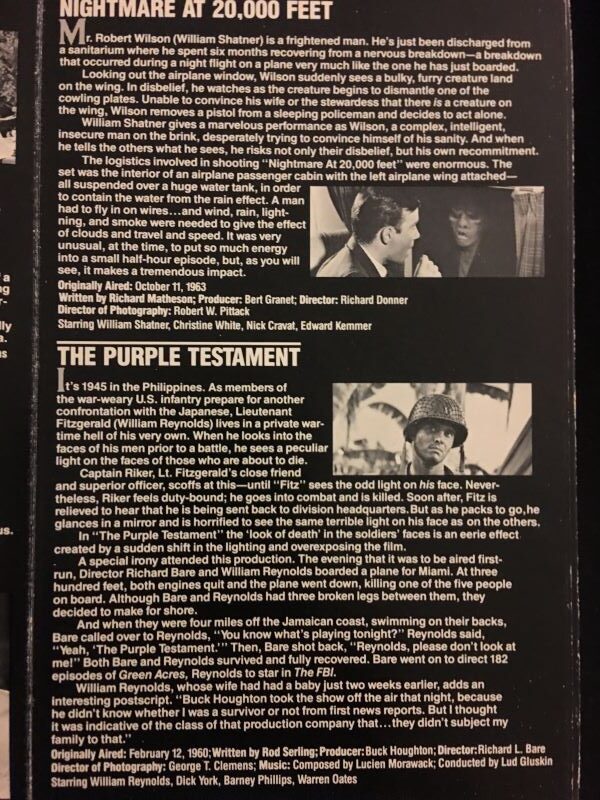 NIGHTMARE AT 20,000 FEET
Mr. Robert Wilson (William Shatner) is a frightened man. He's just been discharged from
a sanitarium where he spent six months recovering from a nervous breakdown—a breakdown
that occurred during a night flight on a plane very much like the one he has just boarded.
Looking out the airplane window, Wilson suddenly sees a bulky, furry creature land
on the wing. In disbelief, he watches as the creature begins to dismantle one of the
cowling plates. Unable to convince his wife or the stewardess that there is a creature on
the wing, Wilson removes a pistol from a sleeping policeman and decides to act alone.
William Shatner gives a marvelous performance as Wilson, a complex, intelligent,
insecure man on the brink, desperately trying to convince himself of his sanity. And when
he tells the others what he sees, he risks not only their disbelief, but his own recommitment.
The logistics involved in shooting "Nightmare At 20,000 feet" were enormous. The
set was the interior of an airplane passenger cabin with the left airplane wing attached—
all suspended over a huge water tank, in order
to contain the water from the rain effect. A man
had to fly in on wires...and wind, rain, light-
ning, and smoke were needed to give the effect
of clouds and travel and speed. It was very
unusual, at the time, to put so much energy
into a small half-hour episode, but, as you will
see, it makes a tremendous impact.
Originally Aired: October 11, 1963
Written by Richard Matheson; Producer: Bert Granet; Director: Richard Donner
Director of Photography: Robert W. Pittack
Starring William Shatner, Christine White, Nick Cravat, Edward Kemmer
THE PURPLE TESTAMENT
It's 1945 in the Philippines. As members of
the war-weary U.S. infantry prepare for another
confrontation with the Japanese, Lieutenant
Fitzgerald (William Reynolds) lives in a private war-
time hell of his very own. When he looks into the
faces of his men prior to a battle, he sees a peculiar
light on the faces of those who are about to die.
Captain Riker, Lt. Fitzgerald's close friend
and superior officer, scoffs at this—until "Fitz" sees the odd light on his face. Never-
theless, Riker feels duty-bound; he goes into combat and is killed. Soon after, Fitz is
relieved to hear that he is being sent back to division headquarters. But as he packs to go, he
glances in a mirror and is horrified to see the same terrible light on his face as on the others.
In "The Purple Testament" the 'look of death' in the soldiers' faces is an eerie effect
created by a sudden shift in the lighting and overexposing the film.
A special irony attended this production. The evening that it was to be aired first-
run, Director Richard Bare and William Reynolds boarded a plane for Miami. At three
hundred feet, both engines quit and the plane went down, killing one of the five people
on board. Although Bare and Reynolds had three broken legs between them, they
decided to make for shore.
And when they were four miles off the Jamaican coast, swimming on their backs,
Bare called over to Reynolds, "You know what's playing tonight?" Reynolds said,
"Yeah, 'The Purple Testament.'" Then, Bare shot back, "Reynolds, please don't look at
me!" Both Bare and Reynolds survived and fully recovered. Bare went on to direct 182
episodes of Green Acres, Reynolds to star in The FBI.
William Reynolds, whose wife had had a baby just two weeks earlier, adds an
interesting postscript. "Buck Houghton took the show off the air that night, because
he didn't know whether I was a survivor or not from first news reports. But I thought
it was indicative of the class of that production company that...they didn't subject my
family to that."
Originally Aired: February 12, 1960; Written by Rod Serling; Producer: Buck Houghton; Director: Richard L. Bare
Director of Photography: George T. Clemens; Music: Composed by Lucien Morawack; Conducted by Lud Gluskin
Starring William Reynolds, Dick York, Barney Phillips, Warren Oates